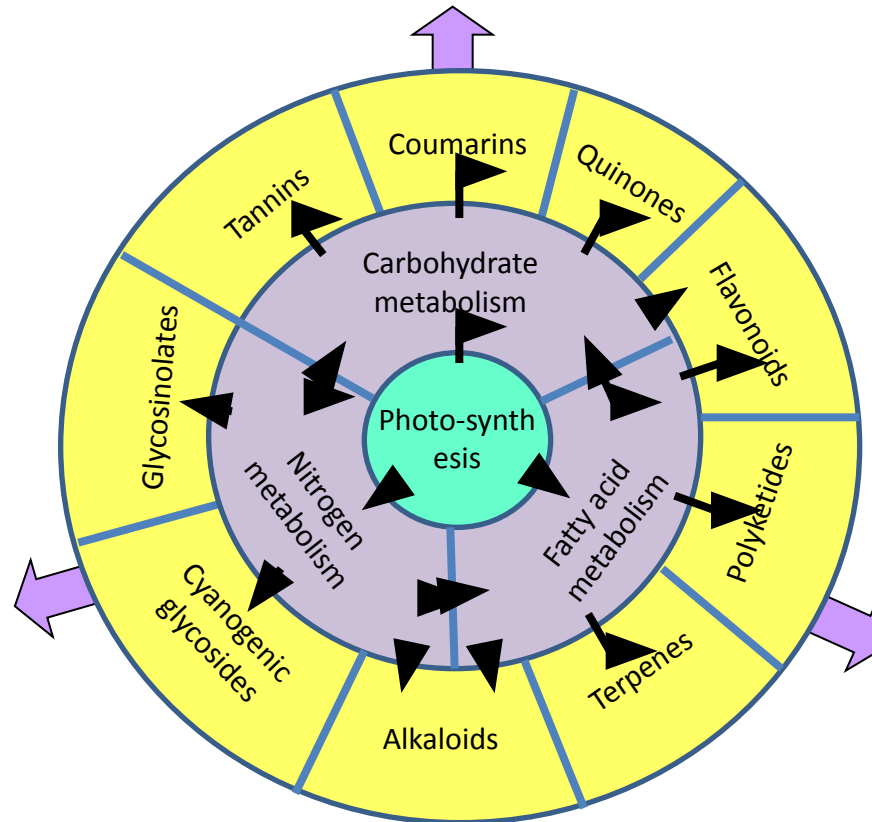 Coumarins
Quinones
Tannins
Flavonoids
Carbohydrate
metabolism
Glycosinolates
Photo-synth
esis
Nitrogen
metabolism
Fatty acid
metabolism
Polyketides
Cyanogenic
glycosides
Terpenes
Alkaloids